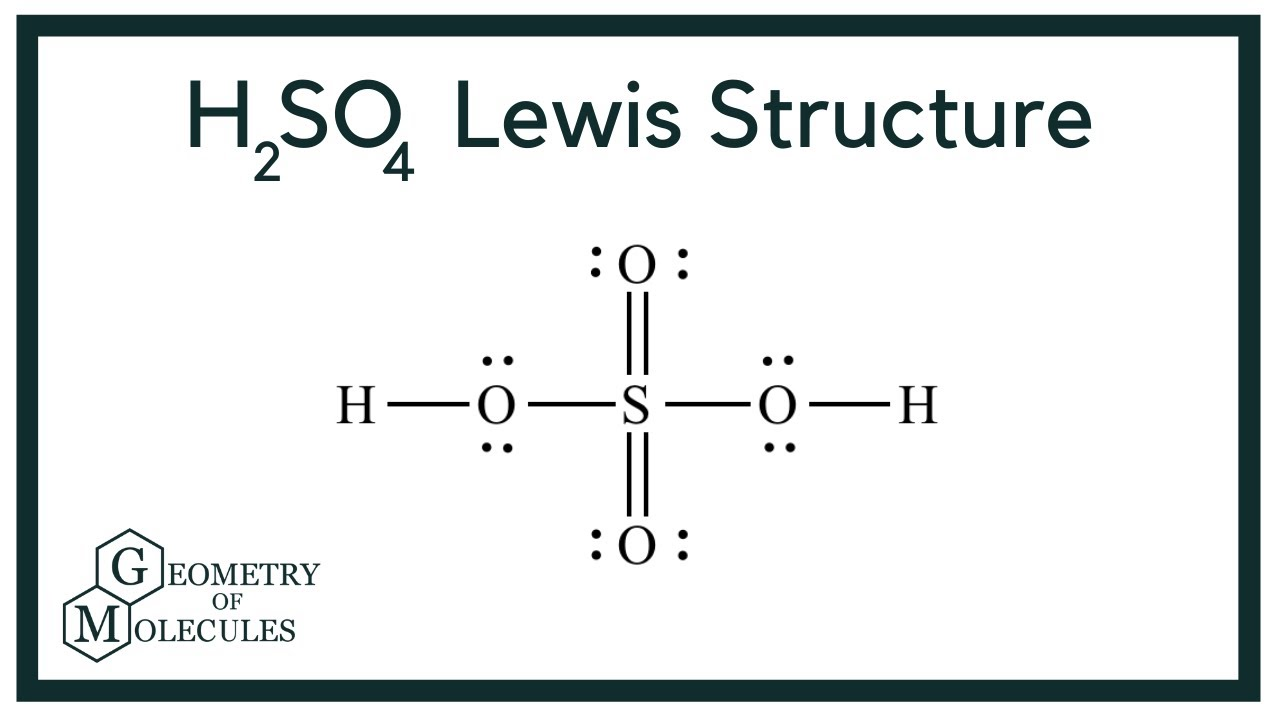 H₂SO₄ Lewis Structure
:O:
H—O—S—O—H
:O:
GEOMETRY
OF
MOLECULES